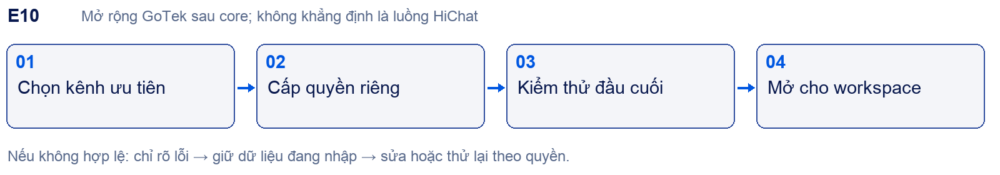 E10 Mở rộng GoTek sau core; không khẳng định là luồng HiChat
01
Chọn kênh ưu tiên
02
Cấp quyền riêng
03
Kiểm thử đầu cuối
04
Mở cho workspace
Nếu không hợp lệ: chỉ rõ lỗi → giữ dữ liệu đang nhập → sửa hoặc thử lại theo quyền.